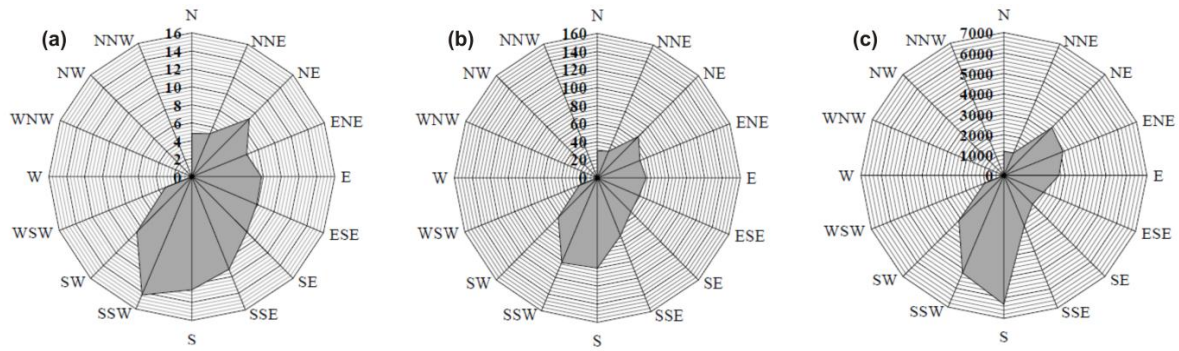 (a)
N
NNE
NE
ENE
E
ESE
SE
SSE
S
SSW
SW
WSW
W
WNW
NW
NNW
16
14
12
10
8
6
4
2
0
(b)
N
NNE
NE
ENE
E
ESE
SE
SSE
S
SSW
SW
WSW
W
WNW
NW
NNW
160
140
120
100
80
60
40
20
0
(c)
N
NNE
NE
ENE
E
ESE
SE
SSE
S
SSW
SW
WSW
W
WNW
NW
NNW
7000
6000
5000
4000
3000
2000
1000
0